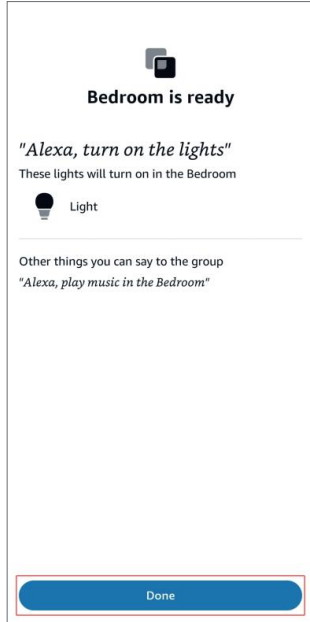 Bedroom is ready
"Alexa, turn on the lights"
These lights will turn on in the Bedroom
Light
Other things you can say to the group
"Alexa, play music in the Bedroom"
Done